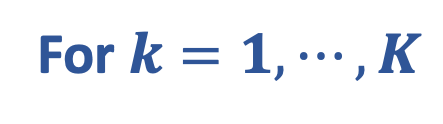 For k = 1, ⋯ , K